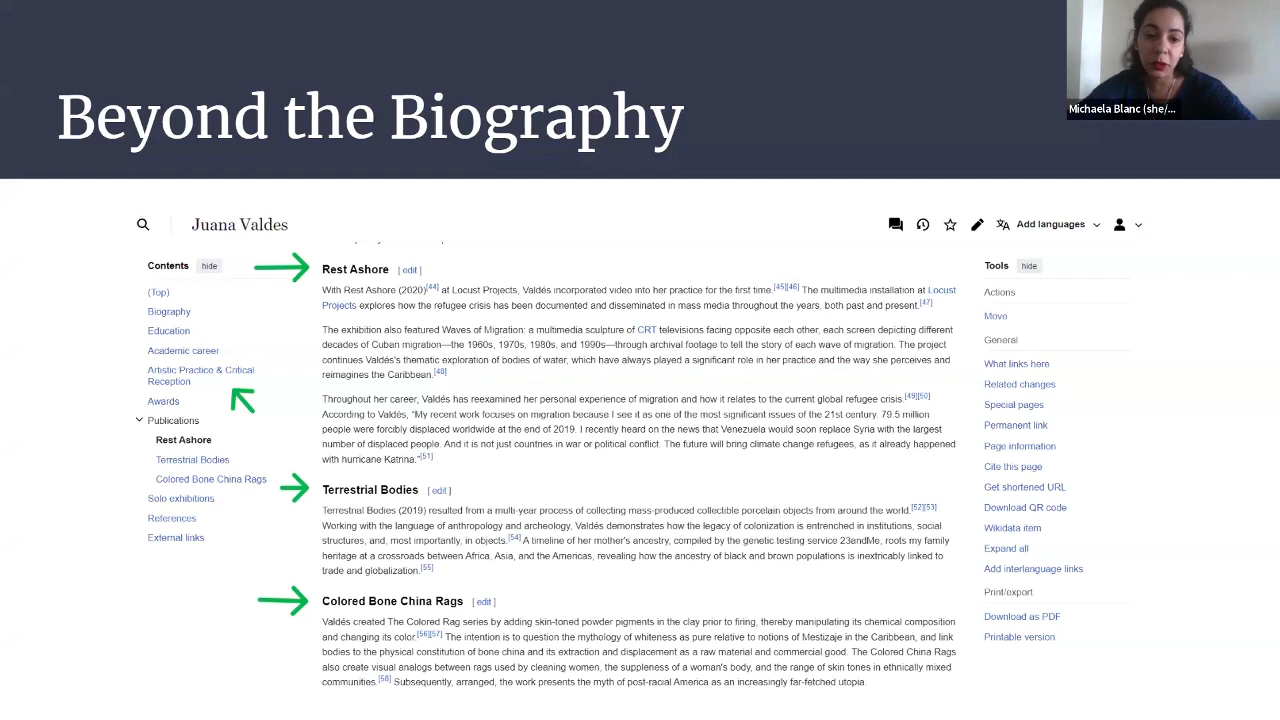 Beyond the Biography
Michaela Blanc (she/...
Juana Valdes
Add languages
Contents
hide
(Top)
Biography
Education
Academic career
Artistic Practice & Critical
Reception
Awards
Publications
Rest Ashore
Terrestrial Bodies
Colored Bone China Rags
Solo exhibitions
References
External links
Rest Ashore [ edit ]
With Rest Ashore (2020)[44] at Locust Projects, Valdés incorporated video into her practice for the first time.[45][46] The multimedia installation at Locust
Projects explores how the refugee crisis has been documented and disseminated in mass media throughout the years, both past and present.[47]
The exhibition also featured Waves of Migration: a multimedia sculpture of CRT televisions facing opposite each other, each screen depicting different
decades of Cuban migration—the 1960s, 1970s, 1980s, and 1990s—through archival footage to tell the story of each wave of migration. The project
continues Valdés's thematic exploration of bodies of water, which have always played a significant role in her practice and the way she perceives and
reimagines the Caribbean.[48]
Throughout her career, Valdés has reexamined her personal experience of migration and how it relates to the current global refugee crisis.[49][50]
According to Valdés, “My recent work focuses on migration because I see it as one of the most significant issues of the 21st century. 79.5 million
people were forcibly displaced worldwide at the end of 2019. I recently heard on the news that Venezuela would soon replace Syria with the largest
number of displaced people. And it is not just countries in war or political conflict. The future will bring climate change refugees, as it already happened
with hurricane Katrina.”[51]
Terrestrial Bodies [ edit ]
Terrestrial Bodies (2019) resulted from a multi-year process of collecting mass-produced collectible porcelain objects from around the world.[52][53]
Working with the language of anthropology and archeology, Valdés demonstrates how the legacy of colonization is entrenched in institutions, social
structures, and, most importantly, in objects.[54] A timeline of her mother's ancestry, compiled by the genetic testing service 23andMe, roots my family
heritage at a crossroads between Africa, Asia, and the Americas, revealing how the ancestry of black and brown populations is inextricably linked to
trade and globalization.[55]
Colored Bone China Rags [ edit ]
Valdés created The Colored Rag series by adding skin-toned powder pigments in the clay prior to firing, thereby manipulating its chemical composition
and changing its color.[56][57] The intention is to question the mythology of whiteness as pure relative to notions of Mestizaje in the Caribbean, and link
bodies to the physical constitution of bone china and its extraction and displacement as a raw material and commercial good. The Colored China Rags
also create visual analogs between rags used by cleaning women, the suppleness of a woman's body, and the range of skin tones in ethnically mixed
communities.[58] Subsequently, arranged, the work presents the myth of post-racial America as an increasingly far-fetched utopia.
Tools
hide
Actions
Move
General
What links here
Related changes
Special pages
Permanent link
Page information
Cite this page
Get shortened URL
Download QR code
Wikidata item
Expand all
Add interlanguage links
Print/export
Download as PDF
Printable version